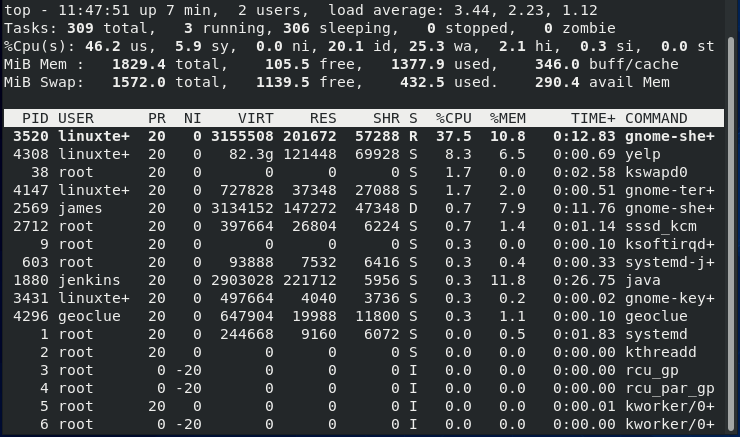 top - 11:47:51 up 7 min,  2 users,  load average: 3.44, 2.23, 1.12
Tasks: 309 total,   3 running, 306 sleeping,   0 stopped,   0 zombie
%Cpu(s): 46.2 us,  5.9 sy,  0.0 ni, 20.1 id, 25.3 wa,  2.1 hi,  0.3 si,  0.0 st
MiB Mem :   1829.4 total,    105.5 free,   1377.9 used,    346.0 buff/cache
MiB Swap:   1572.0 total,   1139.5 free,    432.5 used.    290.4 avail Mem
PID USER      PR  NI    VIRT    RES    SHR S  %CPU  %MEM     TIME+ COMMAND
3520 linuxte+  20   0 3155508 201672  57288 R  37.5  10.8   0:12.83 gnome-she+
4308 linuxte+  20   0   82.3g 121448  69928 S   8.3   6.5   0:00.69 yelp
38 root      20   0       0      0      0 S   1.7   0.0   0:02.58 kswapd0
4147 linuxte+  20   0  727828  37348  27088 S   1.7   2.0   0:00.51 gnome-ter+
2569 james     20   0 3134152 147272  47348 D   0.7   7.9   0:11.76 gnome-she+
2712 root      20   0  397664  26804   6224 S   0.7   1.4   0:01.14 sssd_kcm
9 root      20   0       0      0      0 S   0.3   0.0   0:00.10 ksoftirqd+
603 root      20   0   93888   7532   6416 S   0.3   0.4   0:00.33 systemd-j+
1880 jenkins   20   0 2903028 221712   5956 S   0.3  11.8   0:26.75 java
3431 linuxte+  20   0  497664   4040   3736 S   0.3   0.2   0:00.02 gnome-key+
4296 geoclue   20   0  647904  19988  11800 S   0.3   1.1   0:00.10 geoclue
1 root      20   0  244668   9160   6072 S   0.0   0.5   0:01.83 systemd
2 root      20   0       0      0      0 S   0.0   0.0   0:00.00 kthreadd
3 root       0 -20       0      0      0 I   0.0   0.0   0:00.00 rcu_gp
4 root       0 -20       0      0      0 I   0.0   0.0   0:00.00 rcu_par_gp
5 root      20   0       0      0      0 I   0.0   0.0   0:00.01 kworker/0+
6 root       0 -20       0      0      0 I   0.0   0.0   0:00.00 kworker/0+